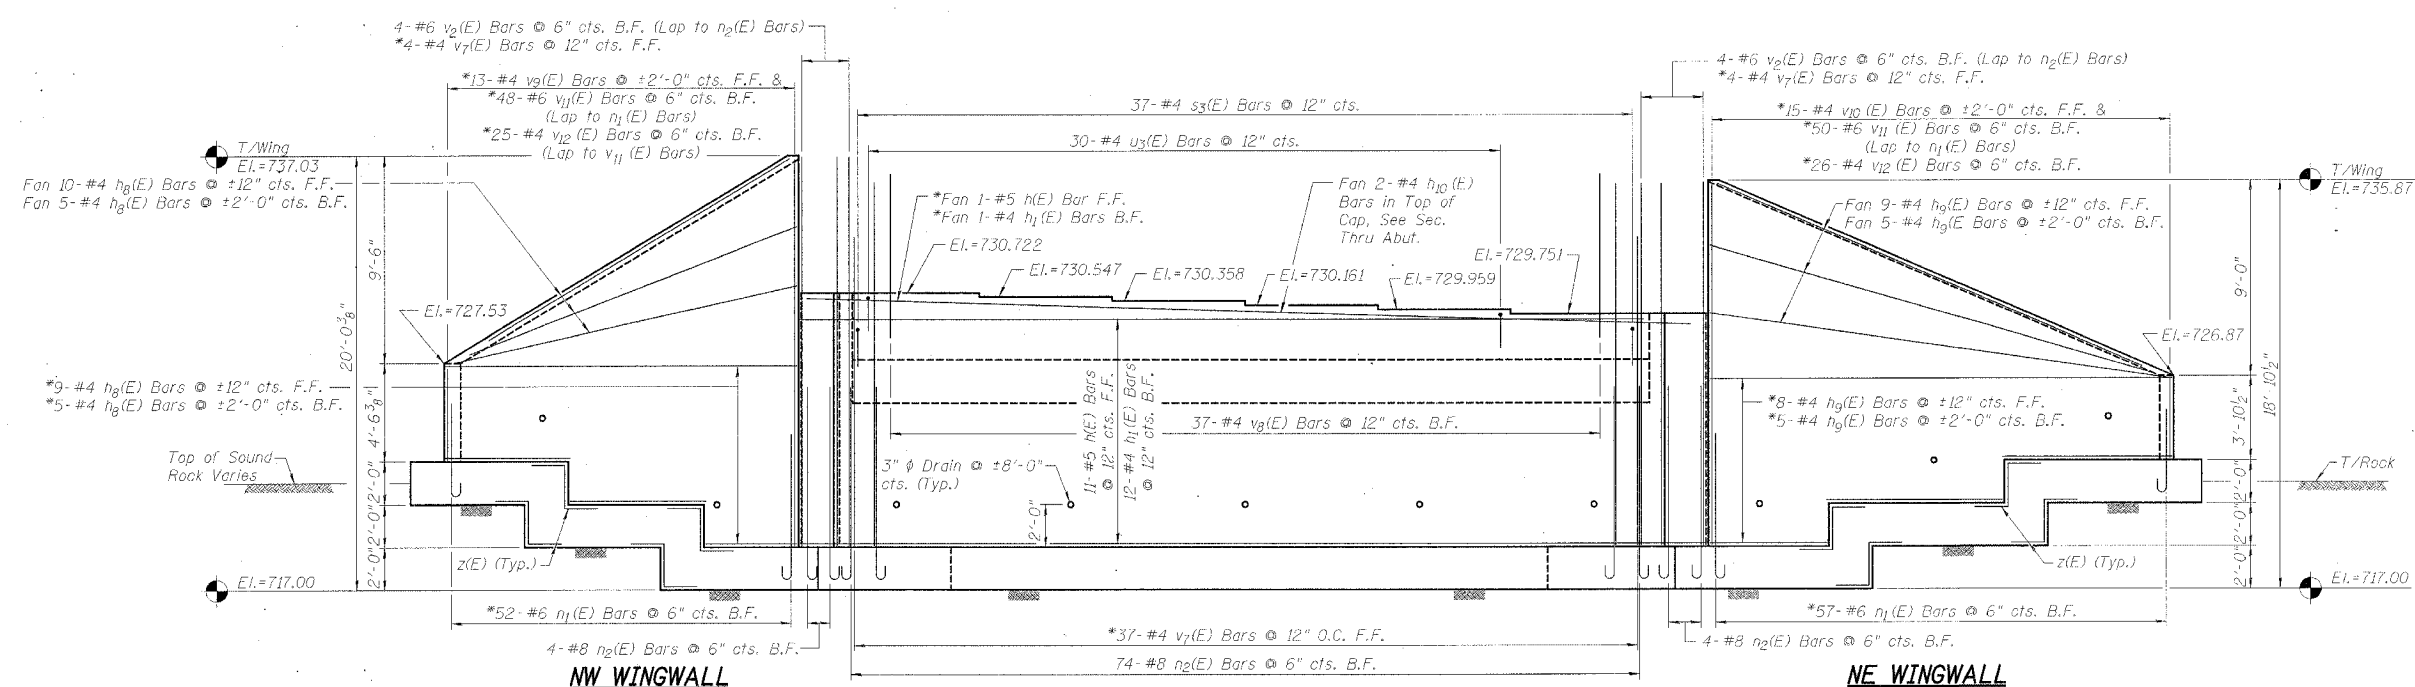 4-#6 v2(E) Bars @ 6" cts. B.F. (Lap to n2(E) Bars)
*4-#4 v7(E) Bars @ 12" cts. F.F.
*13-#4 v9(E) Bars @ ±2'-0" cts. F.F. &
*48-#6 v11(E) Bars @ 6" cts. B.F.
(Lap to n1(E) Bars)
*25-#4 v12(E) Bars @ 6" cts. B.F.
(Lap to v11(E) Bars)
T/Wing
El.=737.03
Fan 10-#4 h8(E) Bars @ ±12" cts. F.F.
Fan 5-#4 h8(E) Bars @ ±2'-0" cts. B.F.
9'-6"
20'-0 3/8"
El.=727.53
*9-#4 h8(E) Bars @ ±12" cts. F.F.
*5-#4 h8(E) Bars @ ±2'-0" cts. B.F.
4'-6 3/8"
Top of Sound
Rock Varies
2'-0"
2'-0"
2'-0"
El.=717.00
z(E) (Typ.)
*52-#6 n1(E) Bars @ 6" cts. B.F.
4-#8 n2(E) Bars @ 6" cts. B.F.
NW WINGWALL
37-#4 s3(E) Bars @ 12" cts.
30-#4 u3(E) Bars @ 12" cts.
*Fan 1-#5 h(E) Bar F.F.
*Fan 1-#4 h1(E) Bars B.F.
Fan 2-#4 h10(E)
Bars in Top of
Cap, See Sec.
Thru Abut.
El.=730.722
El.=730.547
El.=730.358
El.=730.161
El.=729.959
El.=729.751
11-#5 h(E) Bars
@ 12" cts. F.F.
12-#4 h1(E) Bars
@ 12" cts. B.F.
37-#4 v8(E) Bars @ 12" cts. B.F.
3" φ Drain @ ±8'-0"
cts. (Typ.)
2'-0"
*37-#4 v7(E) Bars @ 12" O.C. F.F.
74-#8 n2(E) Bars @ 6" cts. B.F.
4-#6 v2(E) Bars @ 6" cts. B.F. (Lap to n2(E) Bars)
*4-#4 v7(E) Bars @ 12" cts. F.F.
*15-#4 v10(E) Bars @ ±2'-0" cts. F.F. &
*50-#6 v11(E) Bars @ 6" cts. B.F.
(Lap to n1(E) Bars)
*26-#4 v12(E) Bars @ 6" cts. B.F.
T/Wing
El.=735.87
Fan 9-#4 h9(E) Bars @ ±12" cts. F.F.
Fan 5-#4 h9(E Bars @ ±2'-0" cts. B.F.
9'-0"
18'-10 1/2"
El.=726.87
*8-#4 h9(E) Bars @ ±12" cts. F.F.
*5-#4 h9(E) Bars @ ±2'-0" cts. B.F.
3'-10 1/2"
T/Rock
2'-0"
2'-0"
2'-0"
El.=717.00
z(E) (Typ.)
*57-#6 n1(E) Bars @ 6" cts. B.F.
4-#8 n2(E) Bars @ 6" cts. B.F.
NE WINGWALL